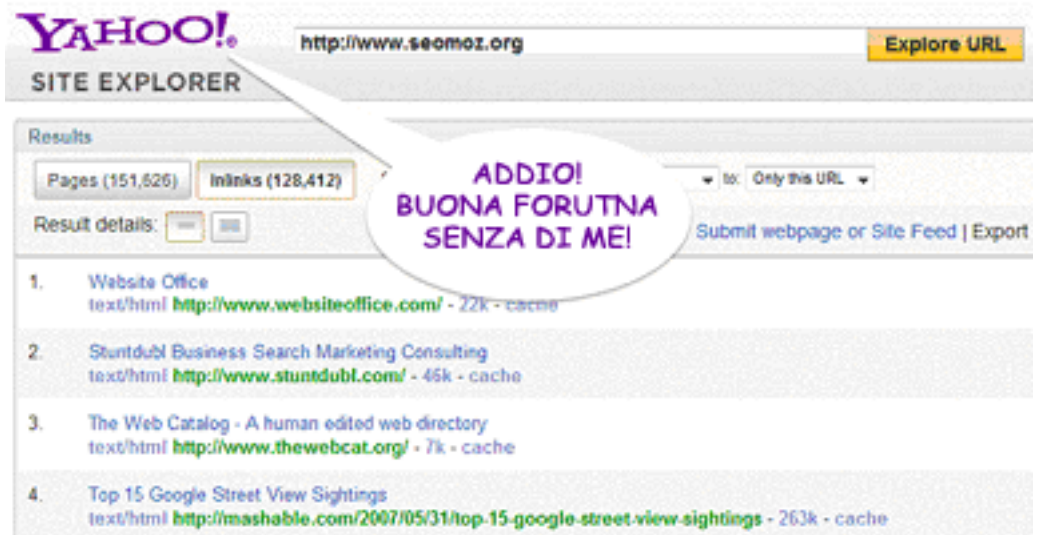 YAHOO!
http://www.seomoz.org
Explore URL
SITE EXPLORER
Results
Pages (151,626)
Inlinks (128,412)
to: Only this URL
ADDIO!
BUONA FORUTNA
SENZA DI ME!
Result details:
Submit webpage or Site Feed | Export
1. Website Office
text/html http://www.websiteoffice.com/ - 22k - cache
2. Stuntdubl Business Search Marketing Consulting
text/html http://www.stuntdubl.com/ - 46k - cache
3. The Web Catalog - A human edited web directory
text/html http://www.thewebcat.org/ - 7k - cache
4. Top 15 Google Street View Sightings
text/html http://mashable.com/2007/05/31/top-15-google-street-view-sightings - 263k - cache